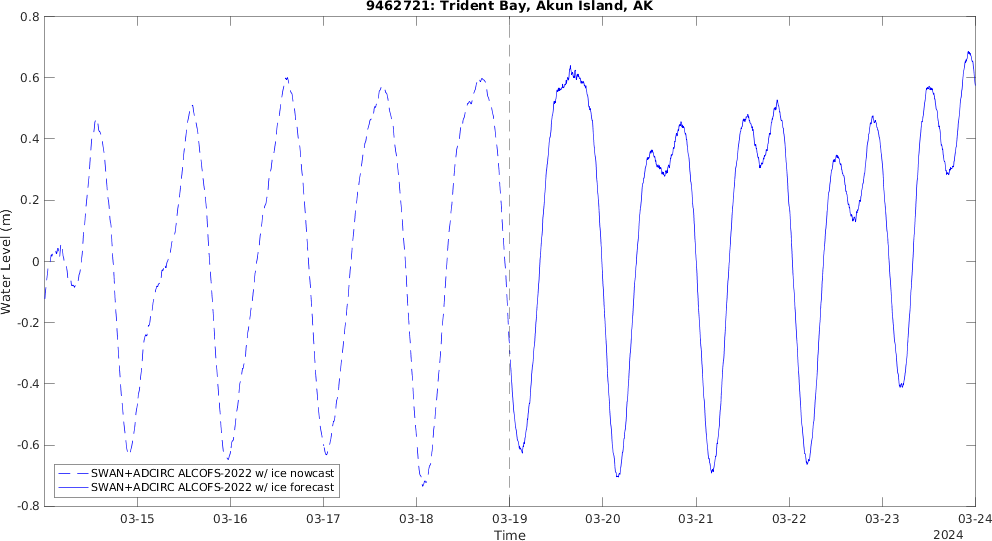 9462721: Trident Bay, Akun Island, AK
0.8
0.6
0.4
0.2
0
-0.2
-0.4
-0.6
-0.8
Water Level (m)
SWAN+ADCIRC ALCOFS-2022 w/ ice nowcast
SWAN+ADCIRC ALCOFS-2022 w/ ice forecast
03-15 03-16 03-17 03-18 03-19 03-20 03-21 03-22 03-23 03-24
Time
2024